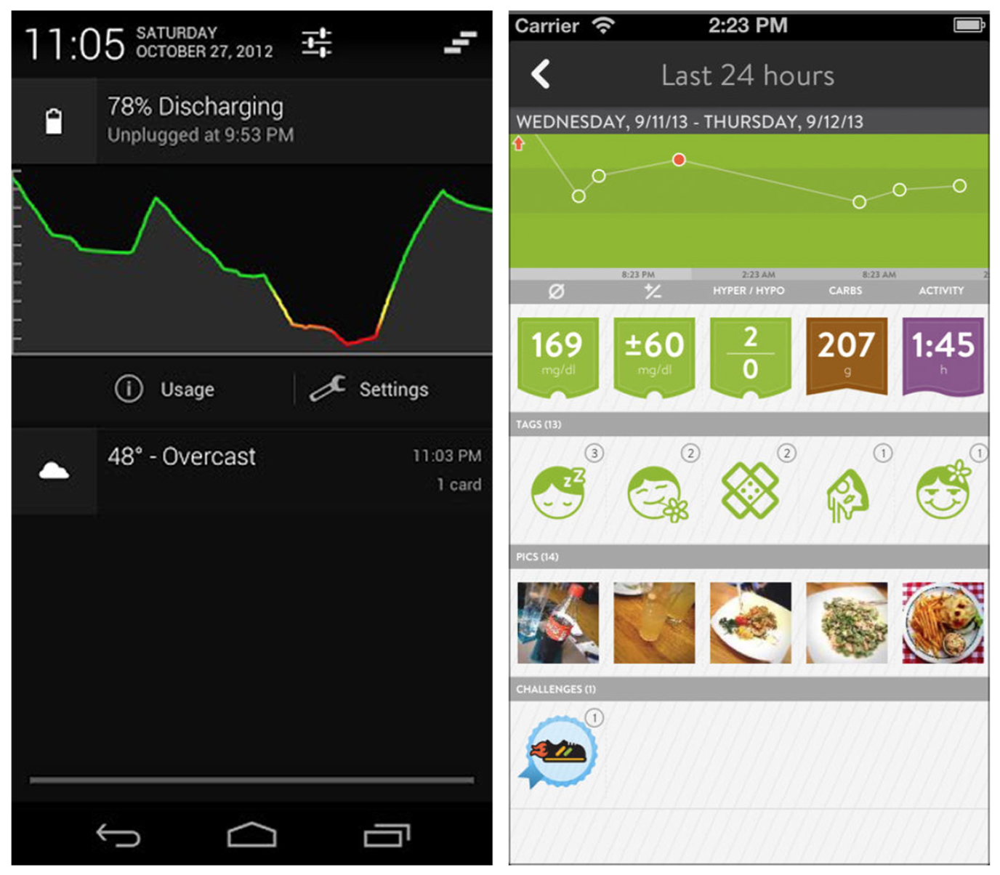 11:05
SATURDAY
OCTOBER 27, 2012
78% Discharging
Unplugged at 9:53 PM
Usage
Settings
48° - Overcast
11:03 PM
1 card
Carrier
2:23 PM
Last 24 hours
WEDNESDAY, 9/11/13 - THURSDAY, 9/12/13
8:23 PM
2:23 AM
8:23 AM
2:
Ø
+/-
HYPER / HYPO
CARBS
ACTIVITY
169
mg/dl
±60
mg/dl
2
0
207
g
1:45
h
TAGS (13)
3
2
2
1
1
zZ
PICS (14)
CHALLENGES (1)
1